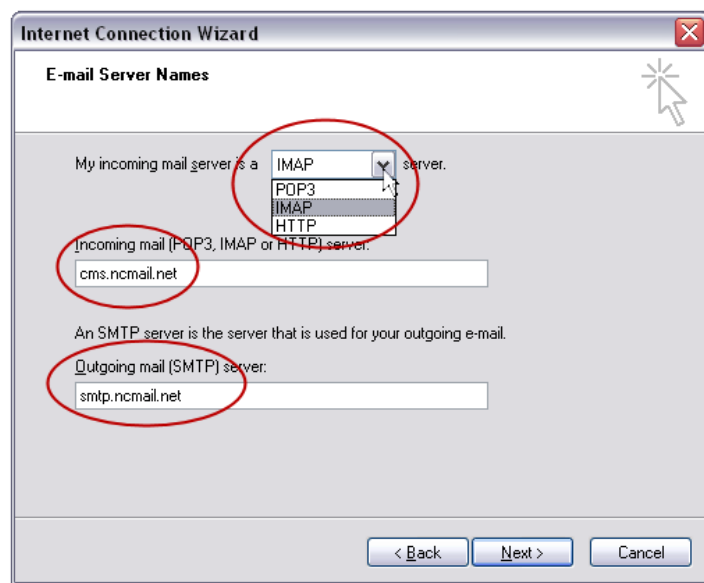 Internet Connection Wizard
E-mail Server Names
My incoming mail server is a IMAP server.
POP3
IMAP
HTTP
Incoming mail (POP3, IMAP or HTTP) server:
cms.ncmail.net
An SMTP server is the server that is used for your outgoing e-mail.
Outgoing mail (SMTP) server:
smtp.ncmail.net
< Back Next > Cancel